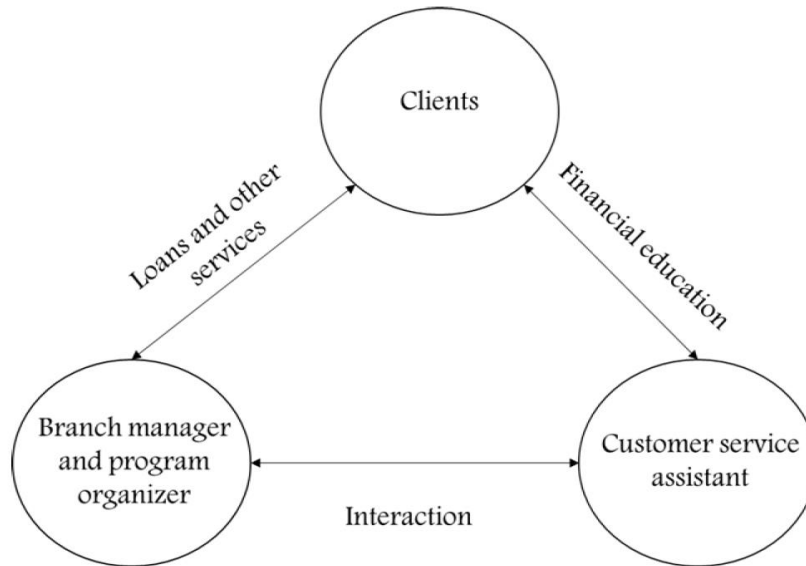 Clients
Loans and other
services
Financial education
Branch manager
and program
organizer
Customer service
assistant
Interaction